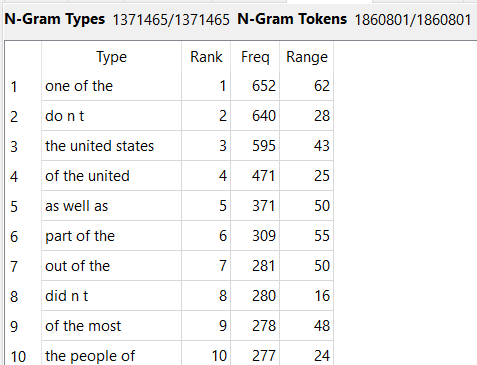 N-Gram Types 1371465/1371465 N-Gram Tokens 1860801/1860801
Type Rank Freq Range
1 one of the 1 652 62
2 do n t 2 640 28
3 the united states 3 595 43
4 of the united 4 471 25
5 as well as 5 371 50
6 part of the 6 309 55
7 out of the 7 281 50
8 did n t 8 280 16
9 of the most 9 278 48
10 the people of 10 277 24